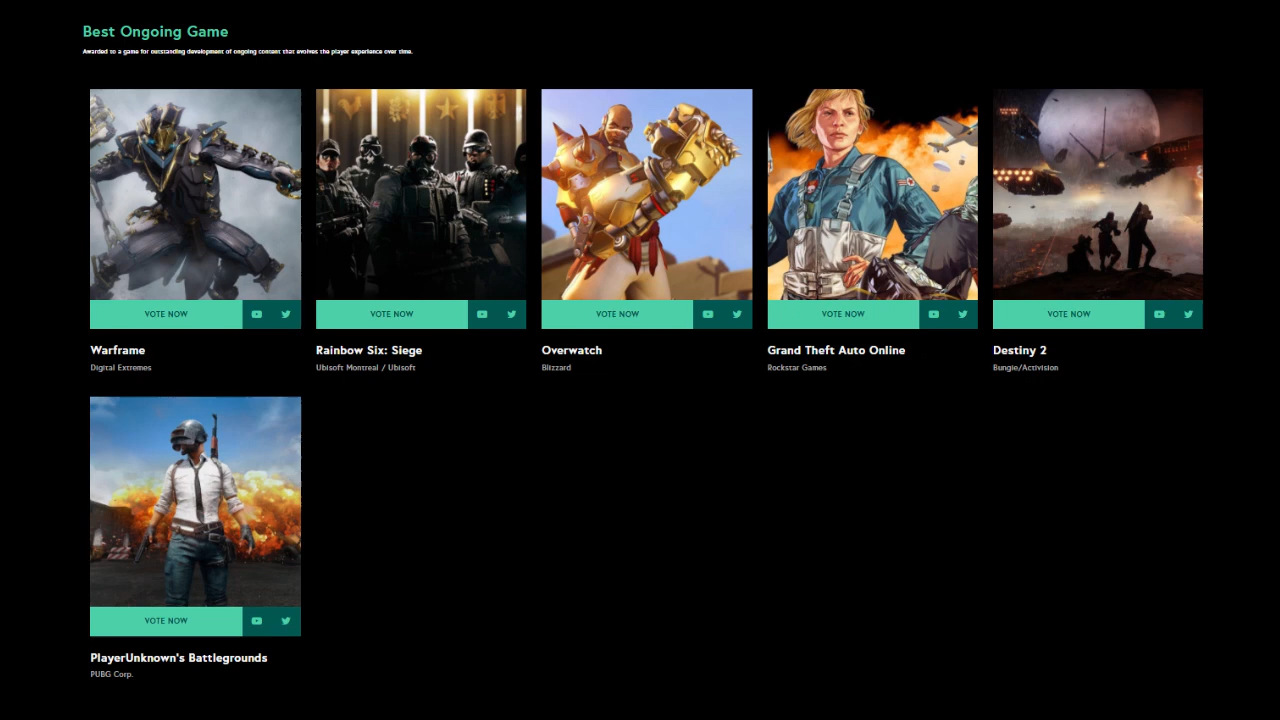 Best Ongoing Game
Awarded to a game for outstanding development of ongoing content that evolves the player experience over time.
VOTE NOW
VOTE NOW
VOTE NOW
VOTE NOW
VOTE NOW
Warframe
Rainbow Six: Siege
Overwatch
Grand Theft Auto Online
Destiny 2
Digital Extremes
Ubisoft Montreal / Ubisoft
Blizzard
Rockstar Games
Bungie/Activision
VOTE NOW
PlayerUnknown's Battlegrounds
PUBG Corp.